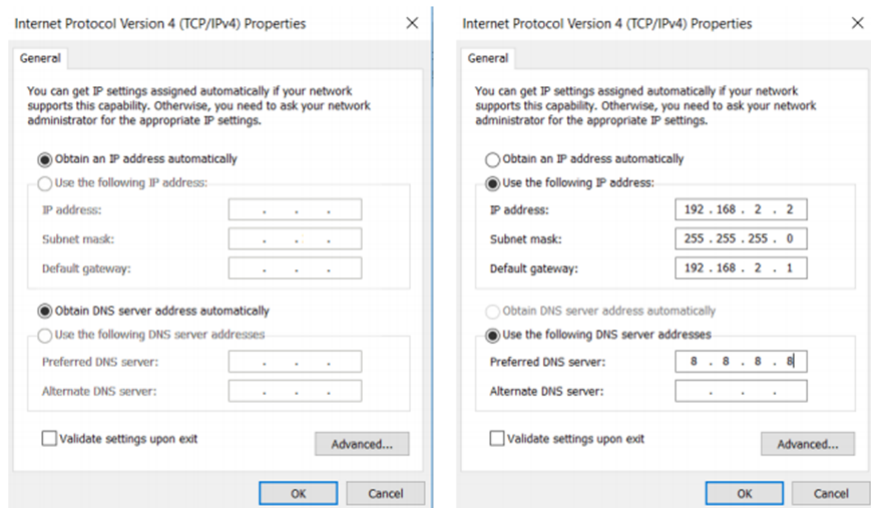 Internet Protocol Version 4 (TCP/IPv4) Properties
General
You can get IP settings assigned automatically if your network
supports this capability. Otherwise, you need to ask your network
administrator for the appropriate IP settings.
Obtain an IP address automatically
Use the following IP address:
IP address:
. . .
Subnet mask:
. . .
Default gateway:
. . .
Obtain DNS server address automatically
Use the following DNS server addresses
Preferred DNS server:
. . .
Alternate DNS server:
. . .
Validate settings upon exit
Advanced...
OK
Cancel
Internet Protocol Version 4 (TCP/IPv4) Properties
General
You can get IP settings assigned automatically if your network
supports this capability. Otherwise, you need to ask your network
administrator for the appropriate IP settings.
Obtain an IP address automatically
Use the following IP address:
IP address:
192 . 168 . 2 . 2
Subnet mask:
255 . 255 . 255 . 0
Default gateway:
192 . 168 . 2 . 1
Obtain DNS server address automatically
Use the following DNS server addresses
Preferred DNS server:
8 . 8 . 8 . 8
Alternate DNS server:
. . .
Validate settings upon exit
Advanced...
OK
Cancel